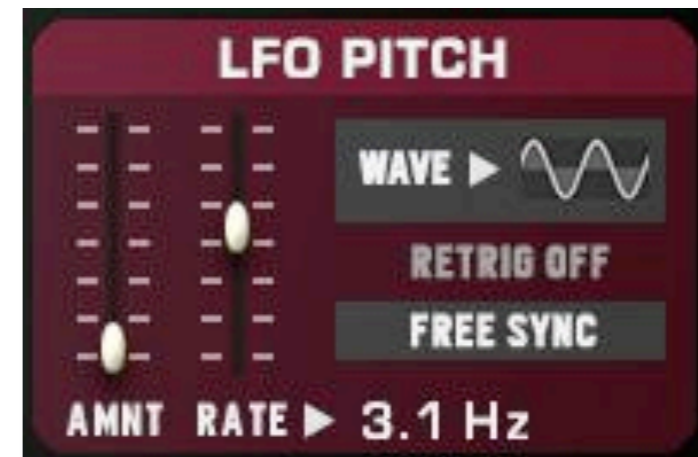 LFO PITCH
WAVE ▶
RETRIG OFF
FREE SYNC
AMNT RATE ▶ 3.1 Hz